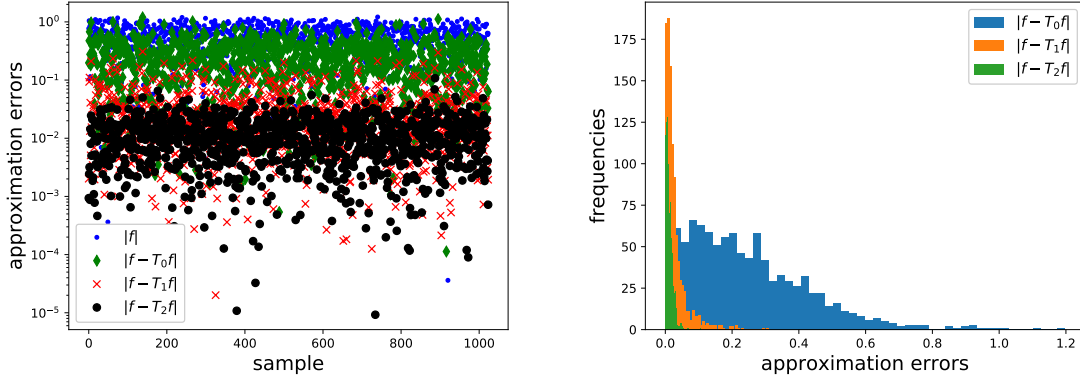 approximation errors
10⁰
10⁻¹
10⁻²
10⁻³
10⁻⁴
10⁻⁵
|f|
|f − T₀f|
|f − T₁f|
|f − T₂f|
0 200 400 600 800 1000
sample
frequencies
175
150
125
100
75
50
25
0
|f − T₀f|
|f − T₁f|
|f − T₂f|
0.0 0.2 0.4 0.6 0.8 1.0 1.2
approximation errors